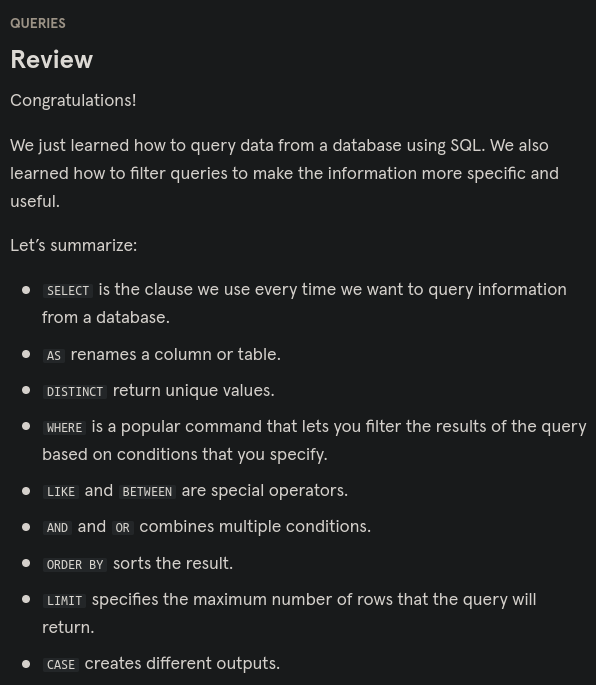 QUERIES
Review
Congratulations!
We just learned how to query data from a database using SQL. We also
learned how to filter queries to make the information more specific and
useful.
Let’s summarize:
● SELECT is the clause we use every time we want to query information
from a database.
● AS renames a column or table.
● DISTINCT return unique values.
● WHERE is a popular command that lets you filter the results of the query
based on conditions that you specify.
● LIKE and BETWEEN are special operators.
● AND and OR combines multiple conditions.
● ORDER BY sorts the result.
● LIMIT specifies the maximum number of rows that the query will
return.
● CASE creates different outputs.